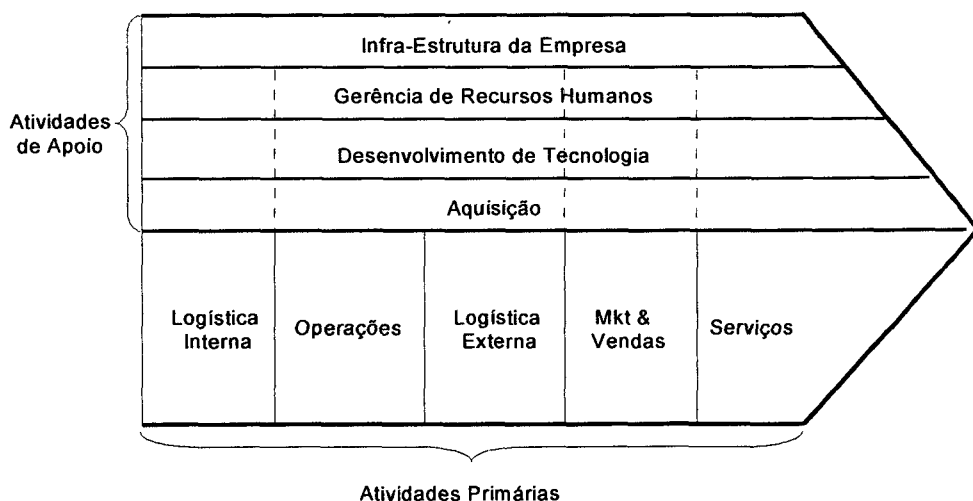 Infra-Estrutura da Empresa
Gerência de Recursos Humanos
Atividades
de Apoio
Desenvolvimento de Tecnologia
Aquisição
Logística
Interna
Operações
Logística
Externa
Mkt &
Vendas
Serviços
Atividades Primárias